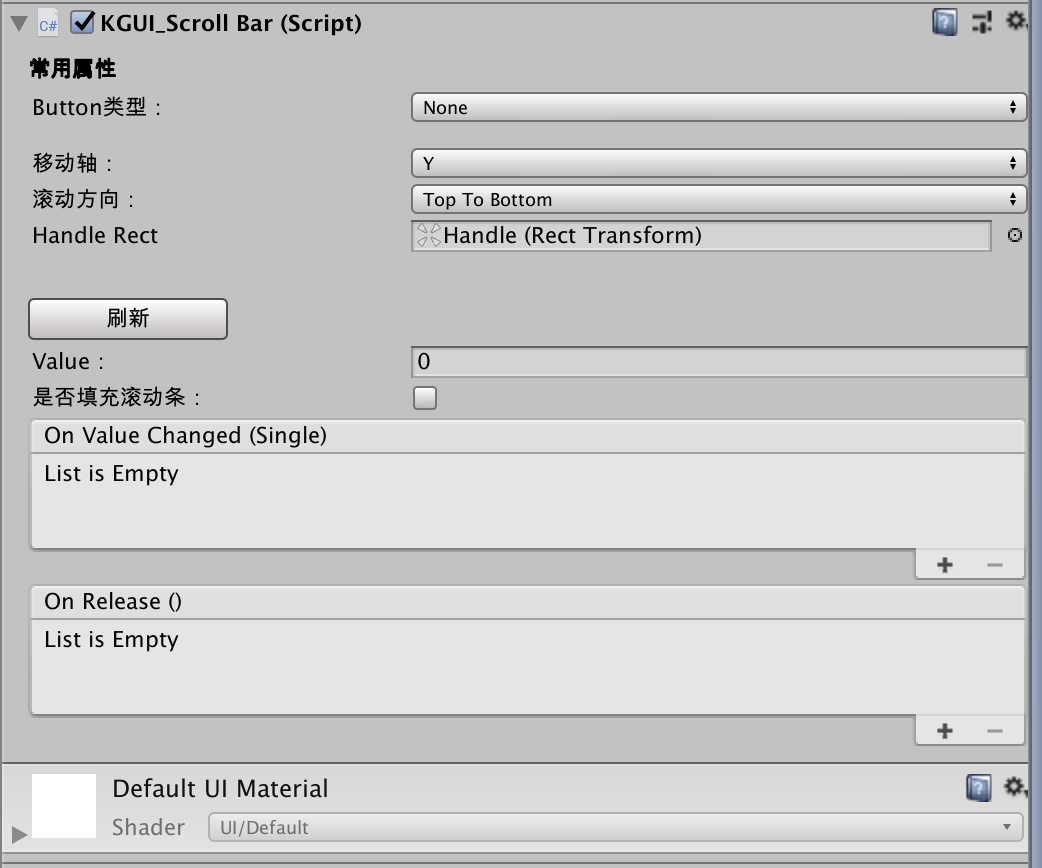 C# KGUI_Scroll Bar (Script)
常用属性
Button类型：
None
移动轴：
Y
滚动方向：
Top To Bottom
Handle Rect
Handle (Rect Transform)
刷新
Value：
0
是否填充滚动条：
On Value Changed (Single)
List is Empty
On Release ()
List is Empty
Default UI Material
Shader
UI/Default